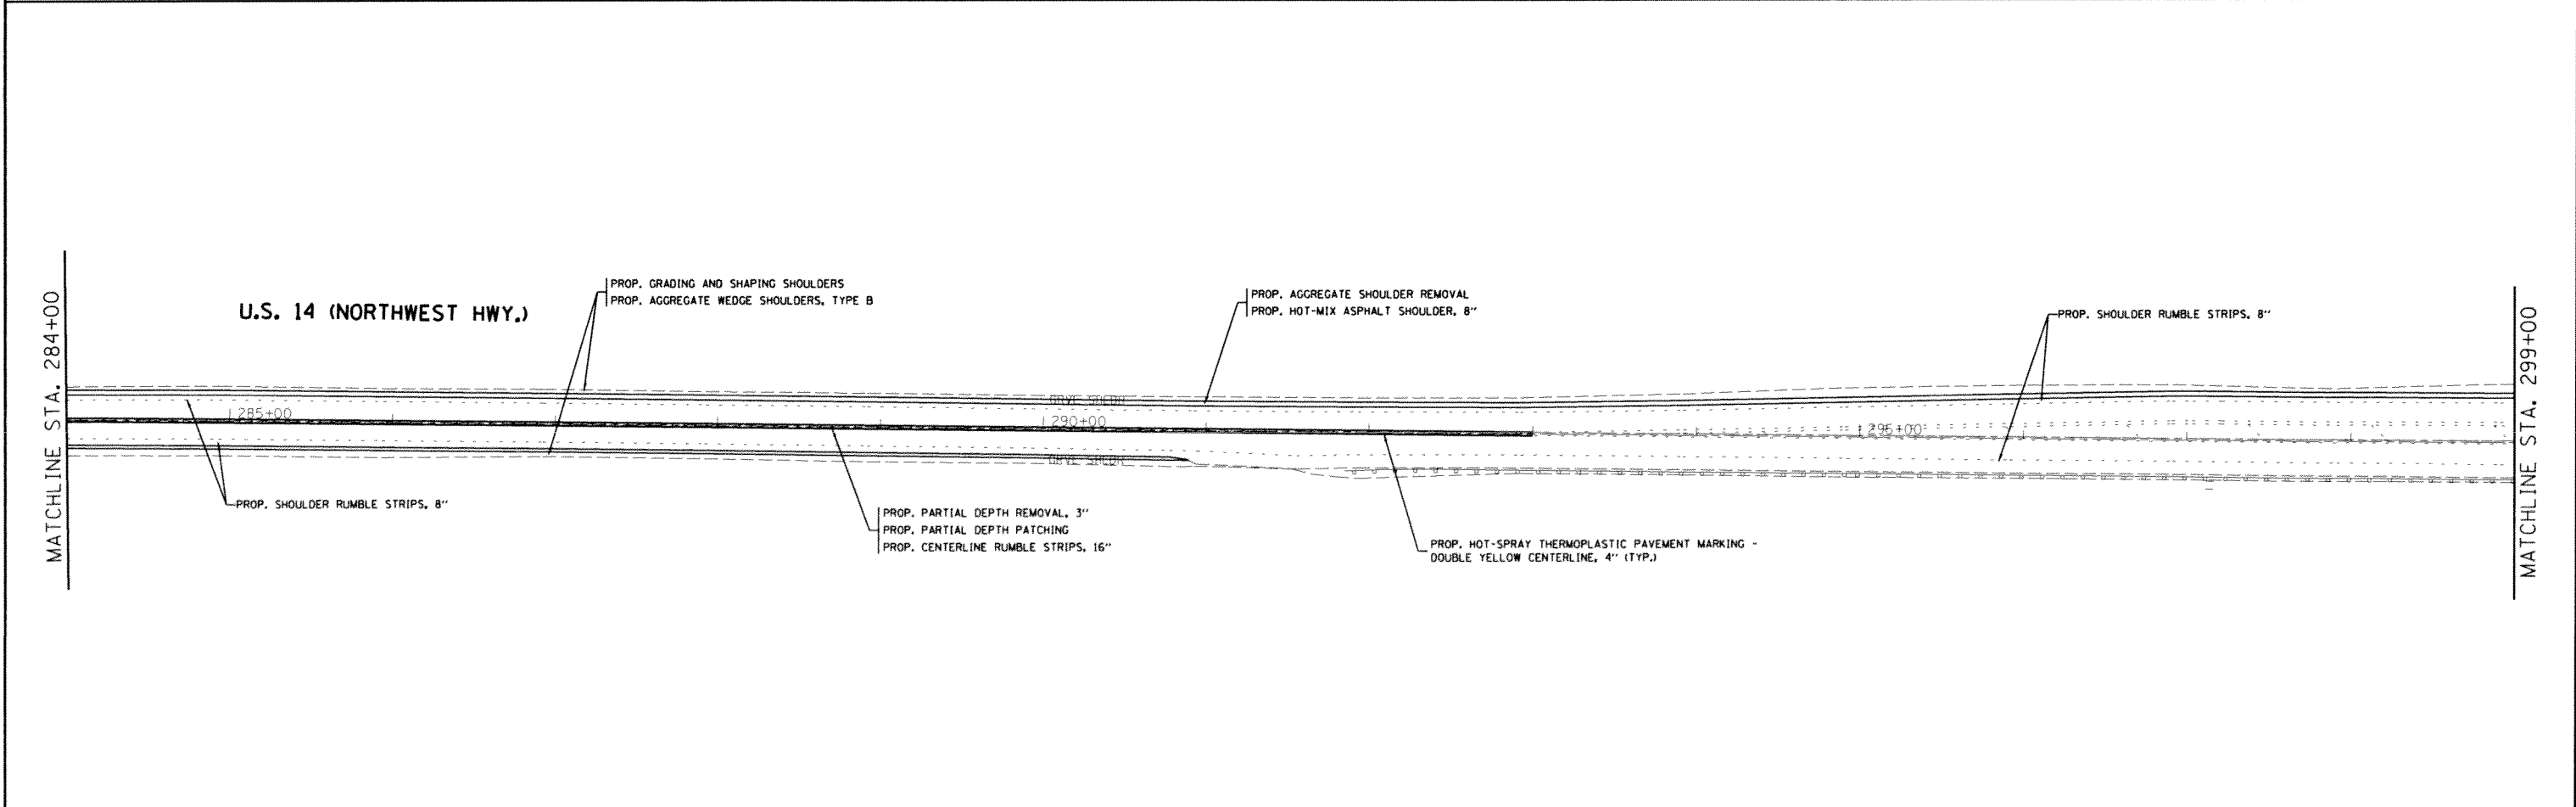 MATCHLINE STA. 284+00
U.S. 14 (NORTHWEST HWY.)
PROP. GRADING AND SHAPING SHOULDERS
PROP. AGGREGATE WEDGE SHOULDERS, TYPE B
PROP. AGGREGATE SHOULDER REMOVAL
PROP. HOT-MIX ASPHALT SHOULDER, 8"
PROP. SHOULDER RUMBLE STRIPS, 8"
285+00
290+00
295+00
PROP. SHOULDER RUMBLE STRIPS, 8"
PROP. PARTIAL DEPTH REMOVAL, 3"
PROP. PARTIAL DEPTH PATCHING
PROP. CENTERLINE RUMBLE STRIPS, 16"
PROP. HOT-SPRAY THERMOPLASTIC PAVEMENT MARKING -
DOUBLE YELLOW CENTERLINE, 4" (TYP.)
MATCHLINE STA. 299+00